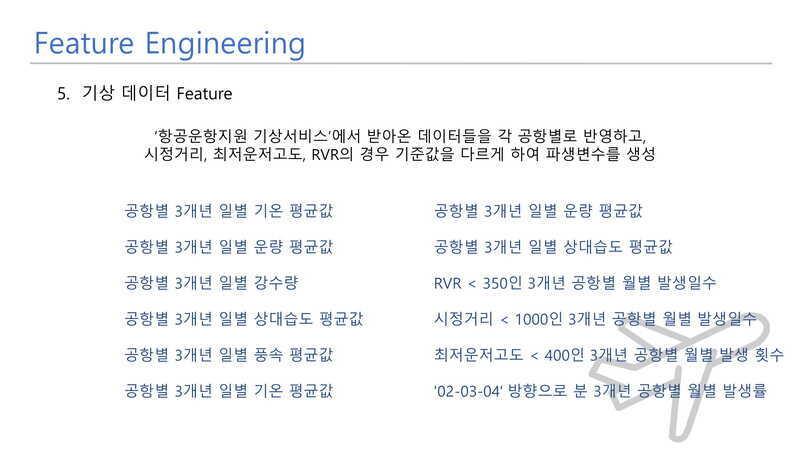 Feature Engineering
5. 기상 데이터 Feature
'항공운항지원 기상서비스'에서 받아온 데이터들을 각 공항별로 반영하고,
시정거리, 최저운저고도, RVR의 경우 기준값을 다르게 하여 파생변수를 생성
공항별 3개년 일별 기온 평균값
공항별 3개년 일별 운량 평균값
공항별 3개년 일별 강수량
공항별 3개년 일별 상대습도 평균값
공항별 3개년 일별 풍속 평균값
공항별 3개년 일별 기온 평균값
공항별 3개년 일별 운량 평균값
공항별 3개년 일별 상대습도 평균값
RVR < 350인 3개년 공항별 월별 발생일수
시정거리 < 1000인 3개년 공항별 월별 발생일수
최저운저고도 < 400인 3개년 공항별 월별 발생 횟수
'02-03-04' 방향으로 분 3개년 공항별 월별 발생률